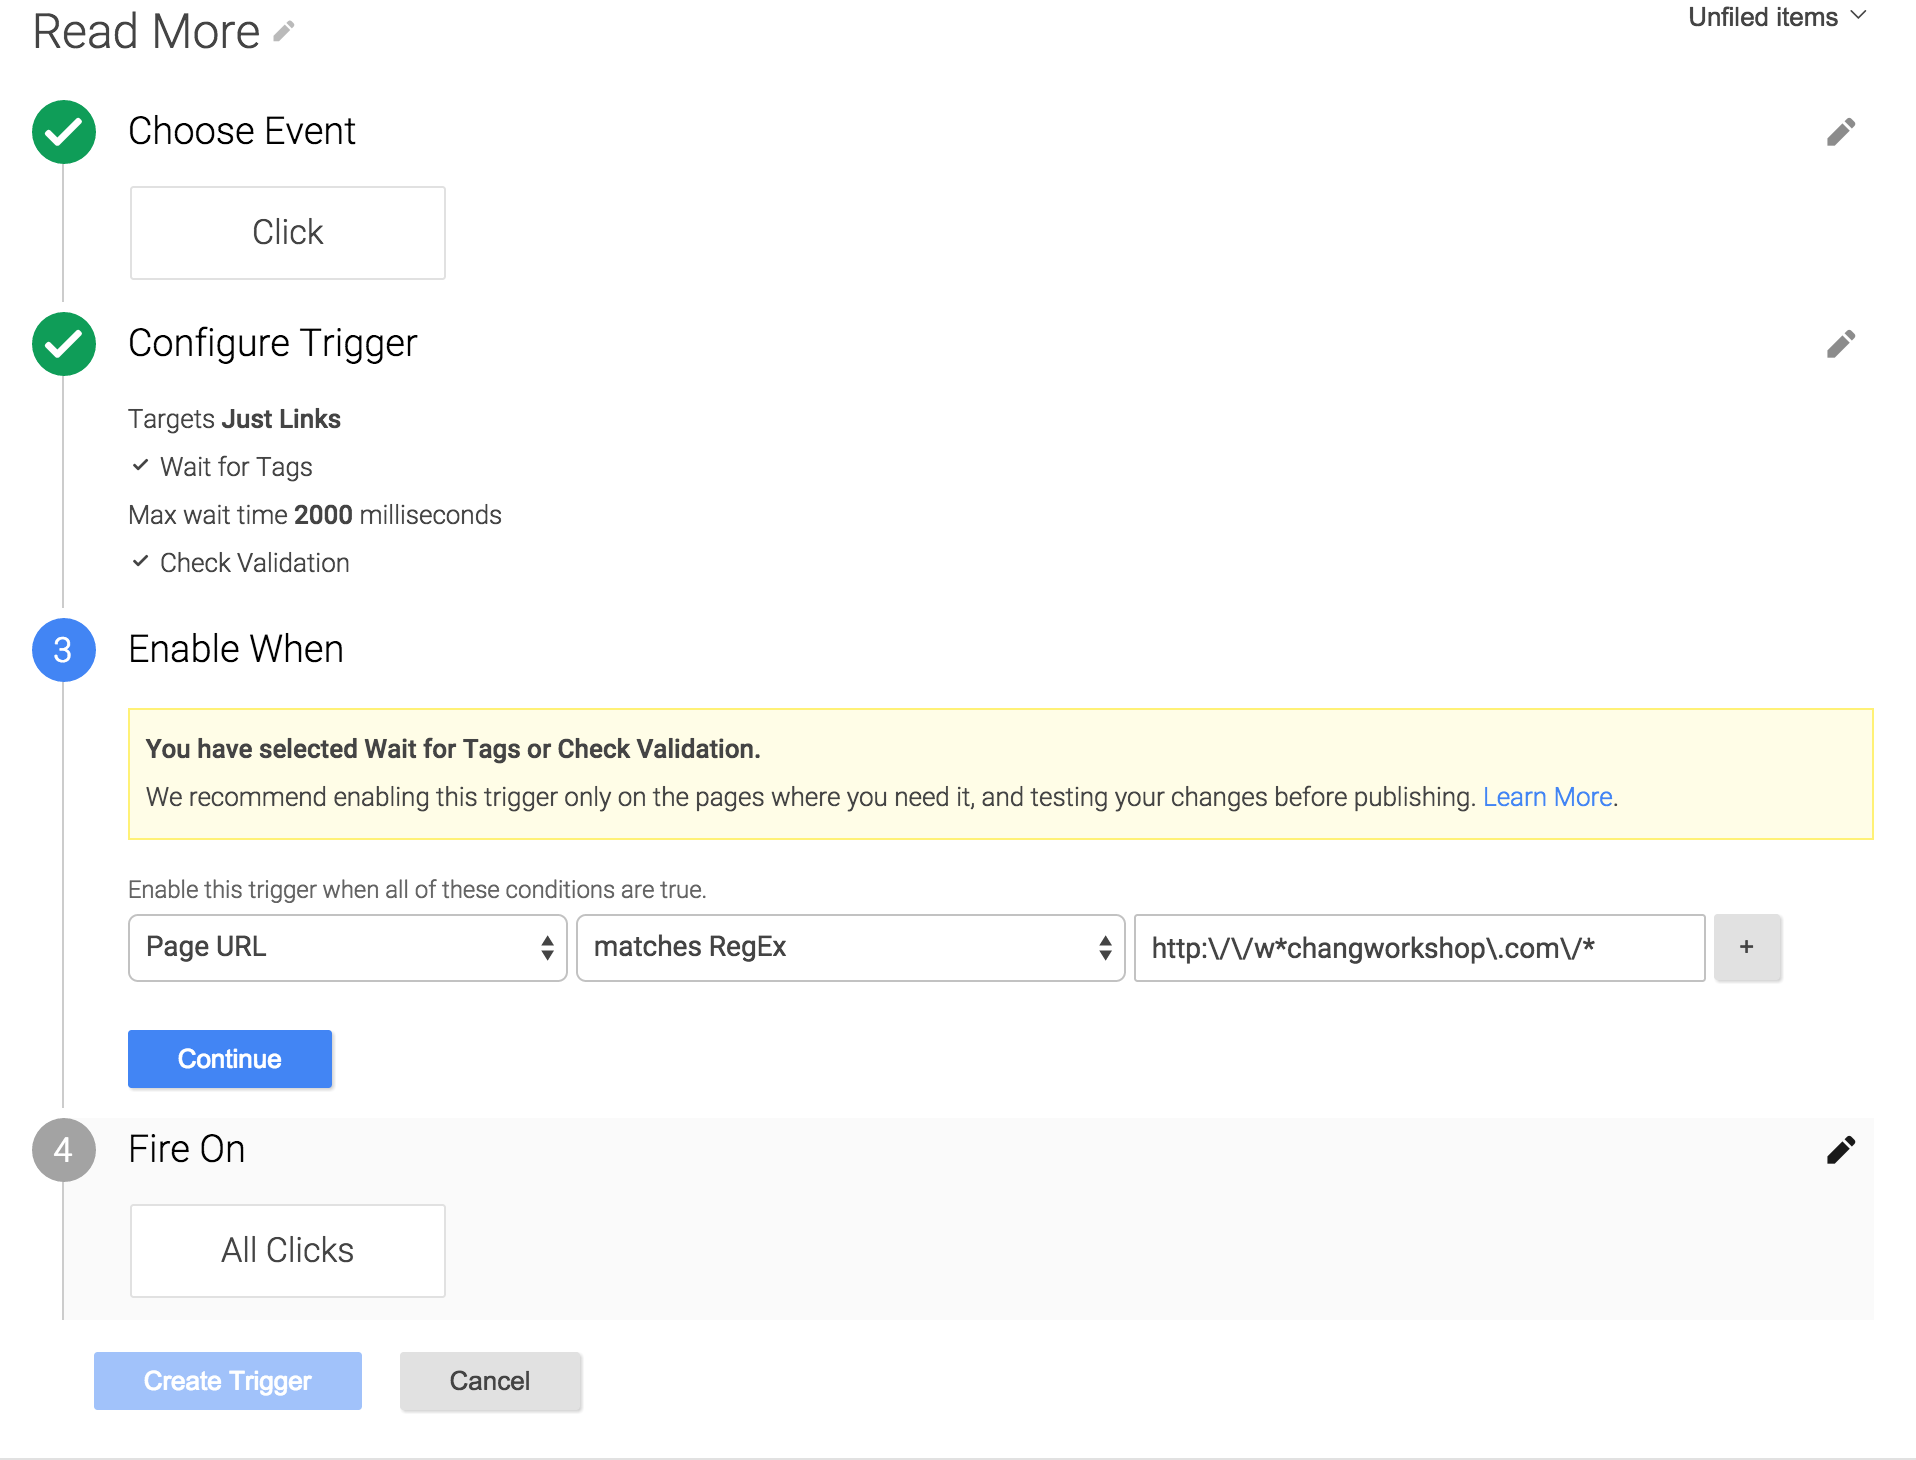 Read More
Unfiled items
Choose Event
Click
Configure Trigger
Targets Just Links
Wait for Tags
Max wait time 2000 milliseconds
Check Validation
3
Enable When
You have selected Wait for Tags or Check Validation.
We recommend enabling this trigger only on the pages where you need it, and testing your changes before publishing. Learn More.
Enable this trigger when all of these conditions are true.
Page URL matches RegEx http:\/\/w*changworkshop\.com\/* +
Continue
4
Fire On
All Clicks
Create Trigger Cancel